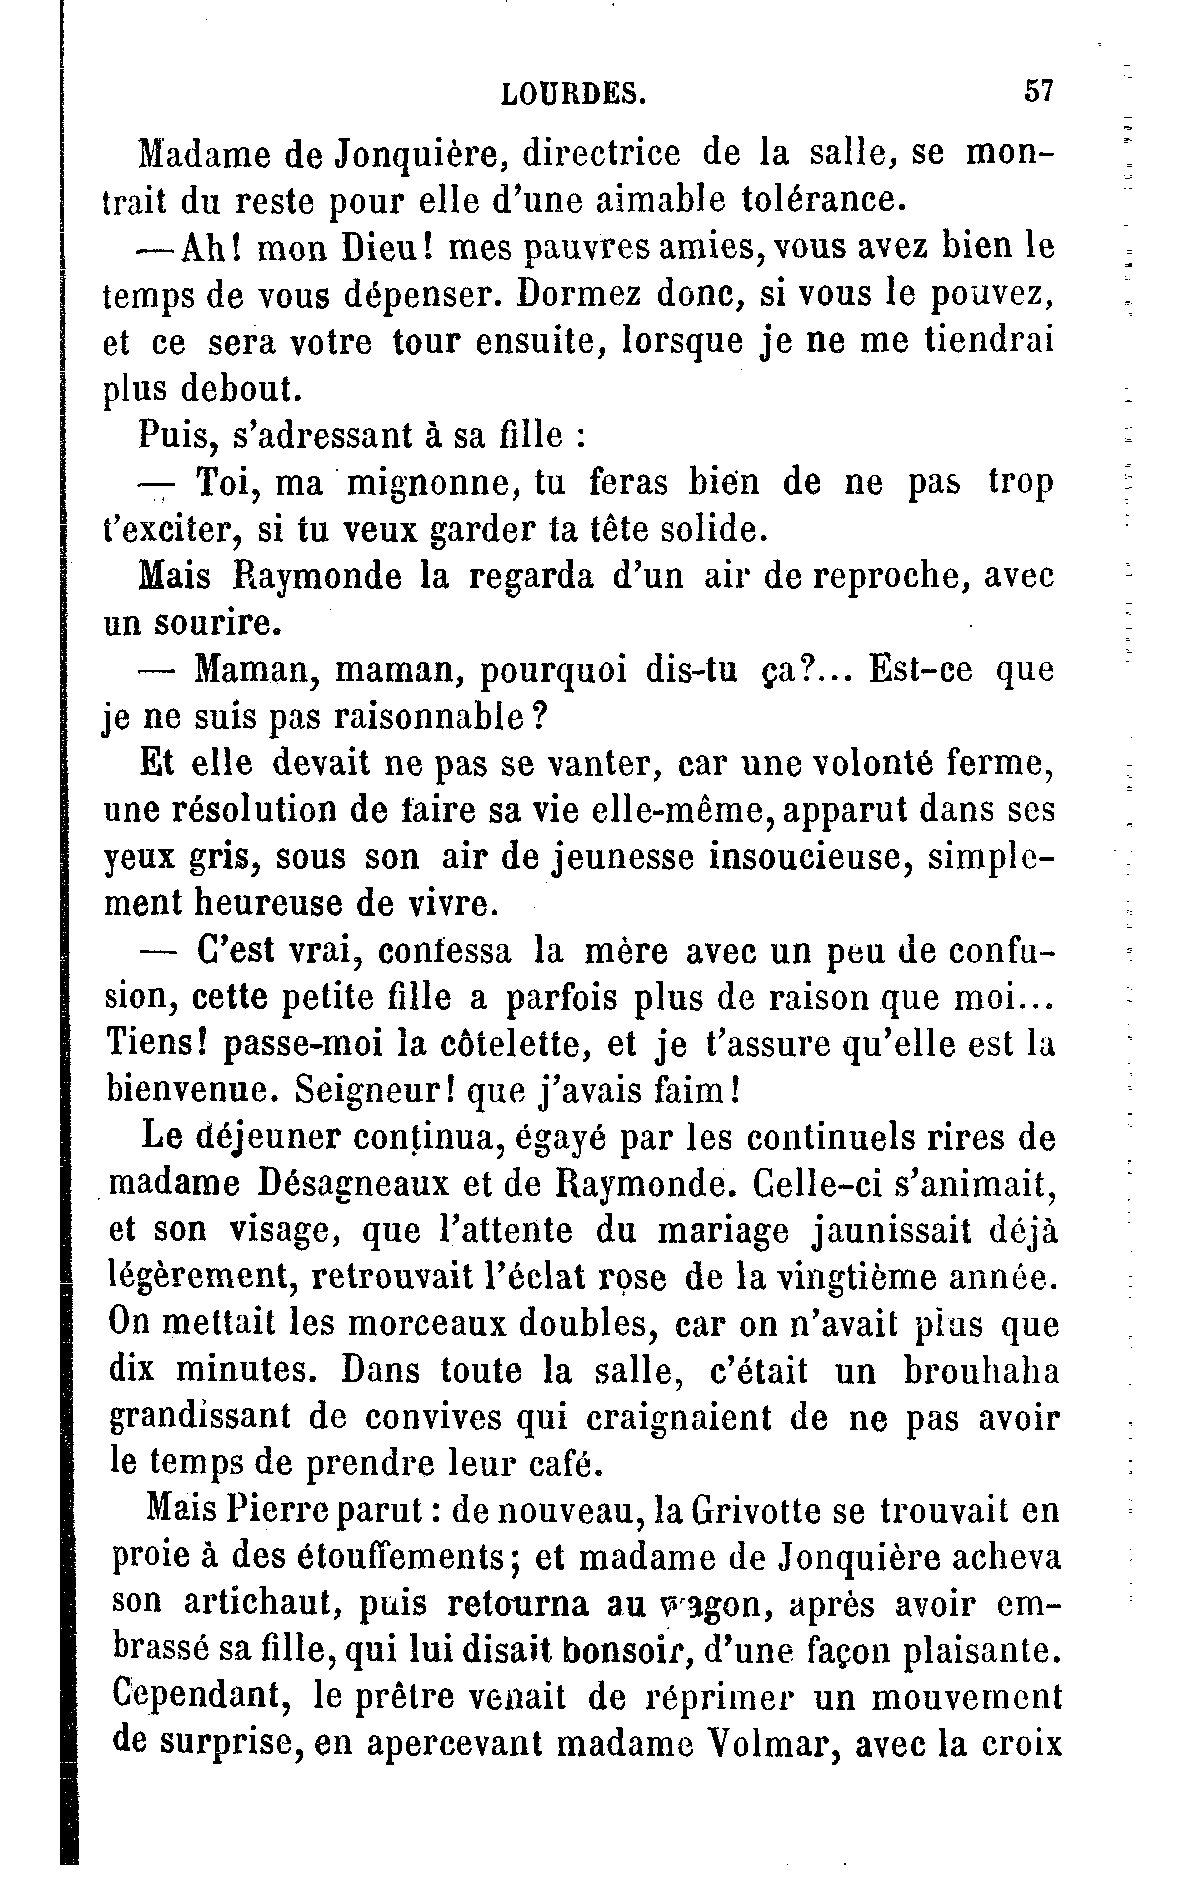 LOURDES. 57
Madame de Jonquière, directrice de la salle, se mon-
trait du reste pour elle d'une aimable tolérance.
— Ah! mon Dieu! mes pauvres amies, vous avez bien le
temps de vous dépenser. Dormez donc, si vous le pouvez,
et ce sera votre tour ensuite, lorsque je ne me tiendrai
plus debout.
Puis, s'adressant à sa fille :
— Toi, ma mignonne, tu feras bien de ne pas trop
t'exciter, si tu veux garder ta tête solide.
Mais Raymonde la regarda d'un air de reproche, avec
un sourire.
— Maman, maman, pourquoi dis-tu ça?... Est-ce que
je ne suis pas raisonnable?
Et elle devait ne pas se vanter, car une volonté ferme,
une résolution de faire sa vie elle-même, apparut dans ses
yeux gris, sous son air de jeunesse insoucieuse, simple-
ment heureuse de vivre.
— C'est vrai, confessa la mère avec un peu de confu-
sion, cette petite fille a parfois plus de raison que moi...
Tiens! passe-moi la côtelette, et je t'assure qu'elle est la
bienvenue. Seigneur! que j'avais faim!
Le déjeuner continua, égayé par les continuels rires de
madame Désagneaux et de Raymonde. Celle-ci s'animait,
et son visage, que l'attente du mariage jaunissait déjà
légèrement, retrouvait l'éclat rose de la vingtième année.
On mettait les morceaux doubles, car on n'avait plus que
dix minutes. Dans toute la salle, c'était un brouhaha
grandissant de convives qui craignaient de ne pas avoir
le temps de prendre leur café.
Mais Pierre parut : de nouveau, la Grivotte se trouvait en
proie à des étouffements; et madame de Jonquière acheva
son artichaut, puis retourna au wagon, après avoir em-
brassé sa fille, qui lui disait bonsoir, d'une façon plaisante.
Cependant, le prêtre venait de réprimer un mouvement
de surprise, en apercevant madame Volmar, avec la croix